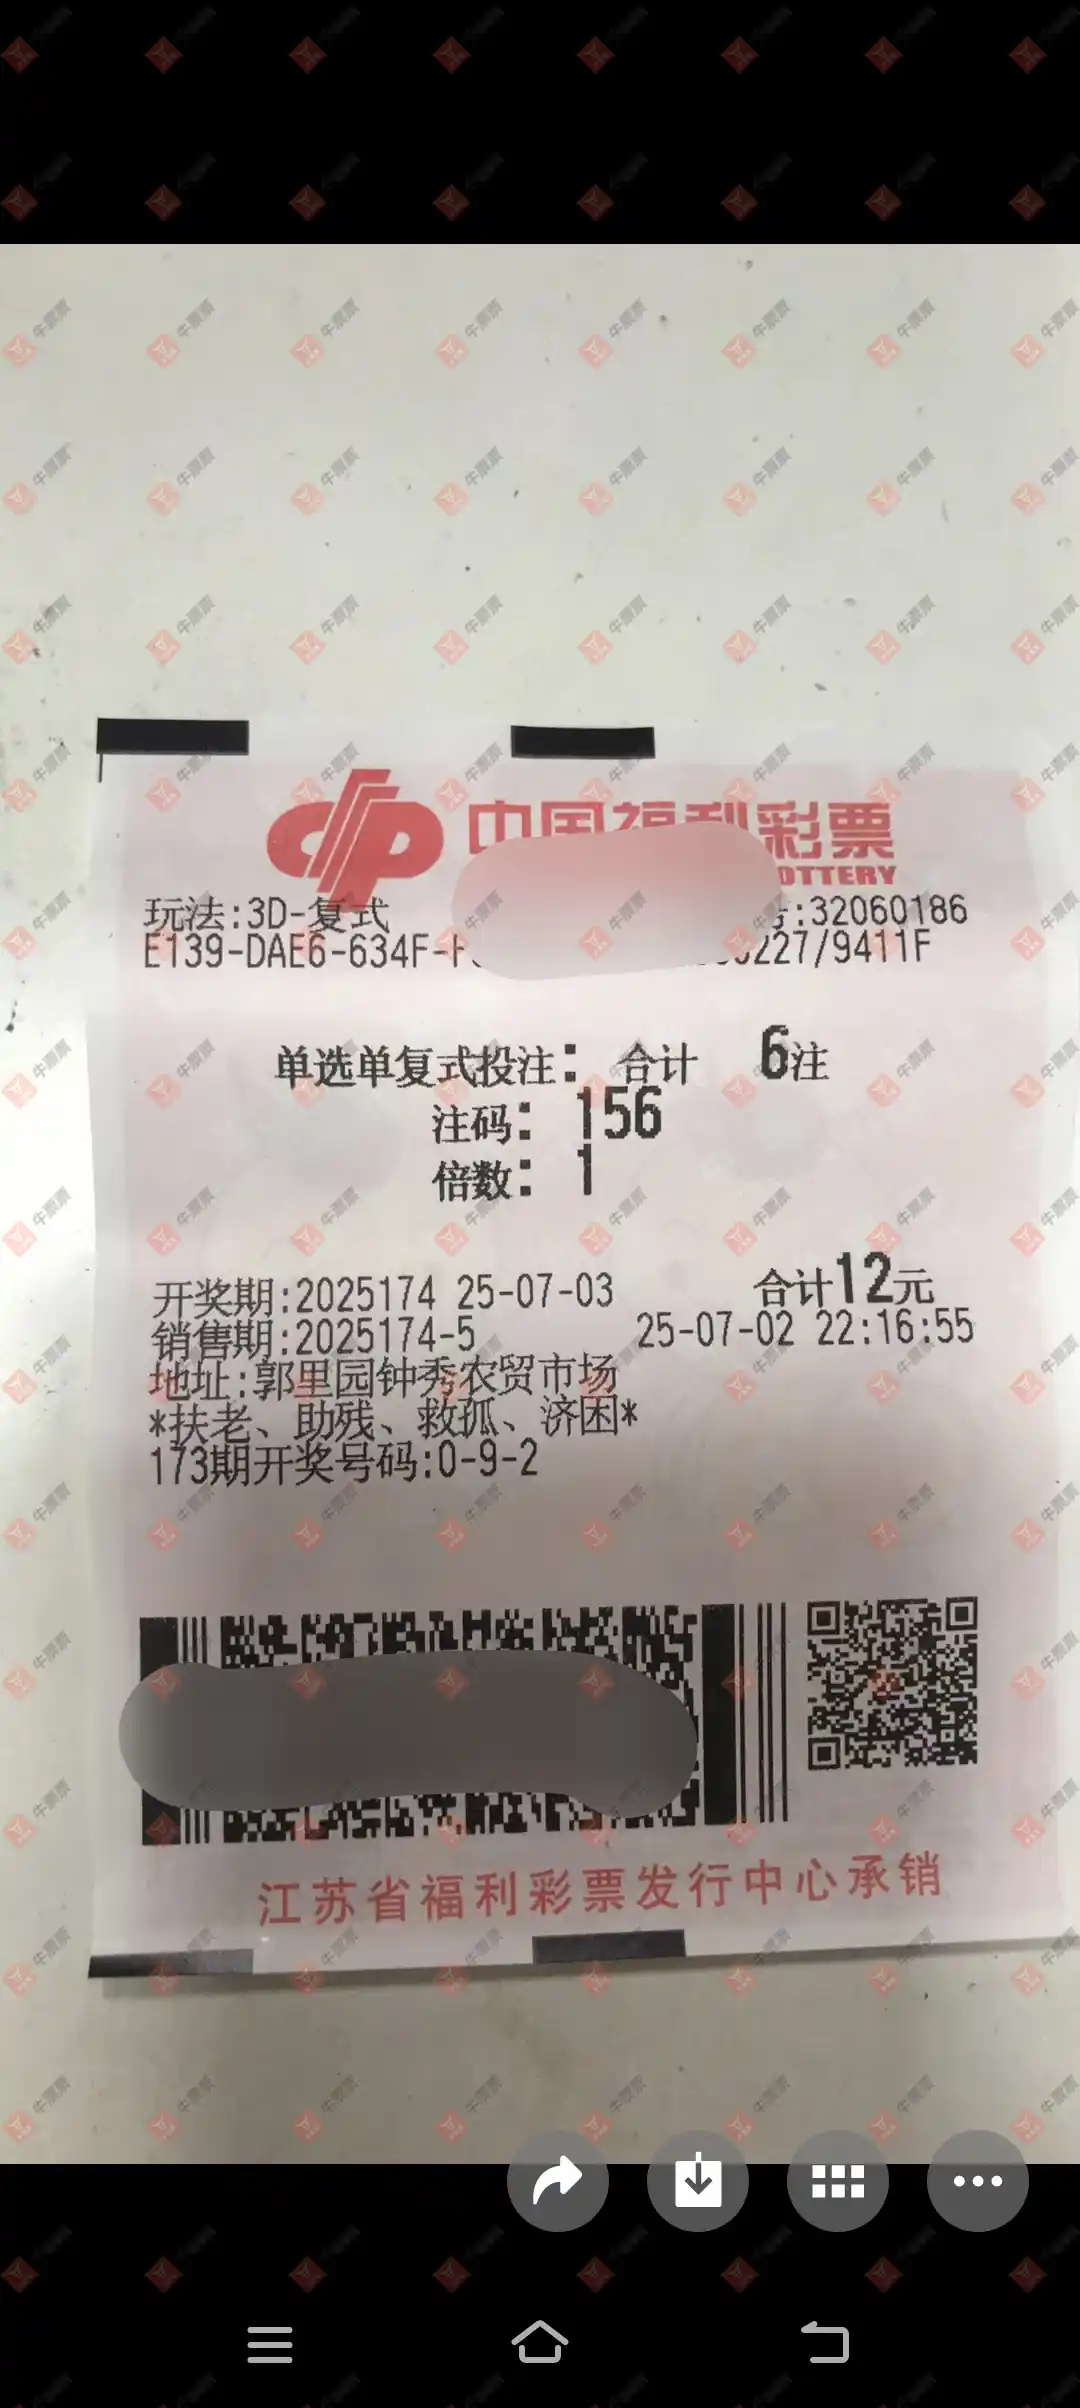 中国福利彩票
OTTERY
玩法:3D-复式
:32060186
E139-DAE6-634F-
227/9411F
单选单复式投注: 合计 6注
注码: 156
倍数: 1
开奖期:2025174 25-07-03 合计12元
销售期:2025174-5 25-07-02 22:16:55
地址:郭里园钟秀农贸市场
*扶老、助残、救孤、济困*
173期开奖号码:0-9-2
江苏省福利彩票发行中心承销
牛票票